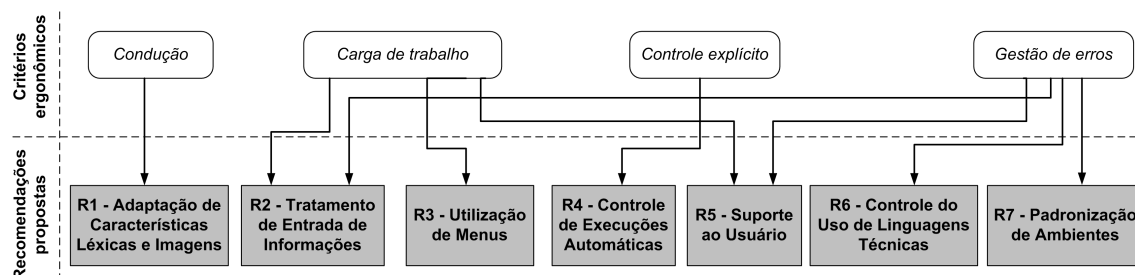 Critérios
ergonômicos
Condução
Carga de trabalho
Controle explícito
Gestão de erros
Recomendações
propostas
R1 - Adaptação de
Características
Léxicas e Imagens
R2 - Tratamento
de Entrada de
Informações
R3 - Utilização
de Menus
R4 - Controle
de Execuções
Automáticas
R5 - Suporte
ao Usuário
R6 - Controle do
Uso de Linguagens
Técnicas
R7 - Padronização
de Ambientes